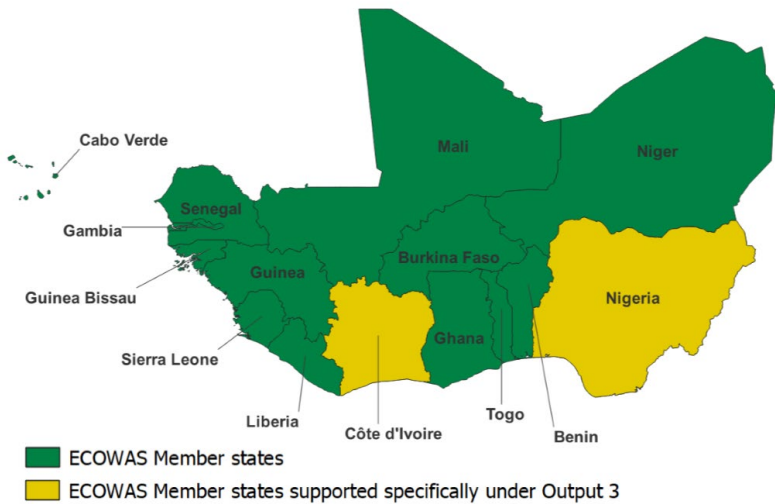 Cabo Verde
Mali
Niger
Senegal
Gambia
Burkina Faso
Guinea
Guinea Bissau
Nigeria
Ghana
Sierra Leone
Liberia
Togo
Côte d'Ivoire
Benin
ECOWAS Member states
ECOWAS Member states supported specifically under Output 3